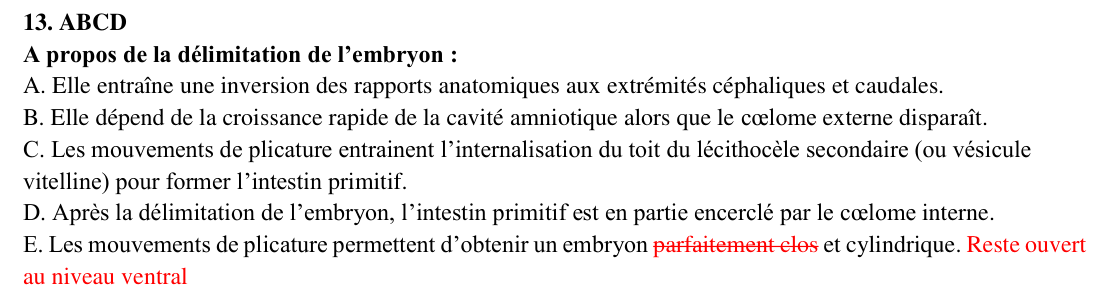 13. ABCD
A propos de la délimitation de l’embryon :
A. Elle entraîne une inversion des rapports anatomiques aux extrémités céphaliques et caudales.
B. Elle dépend de la croissance rapide de la cavité amniotique alors que le cœlome externe disparaît.
C. Les mouvements de plicature entrainent l’internalisation du toit du lécithocèle secondaire (ou vésicule
vitelline) pour former l’intestin primitif.
D. Après la délimitation de l’embryon, l’intestin primitif est en partie encerclé par le cœlome interne.
E. Les mouvements de plicature permettent d’obtenir un embryon parfaitement clos et cylindrique. Reste ouvert
au niveau ventral